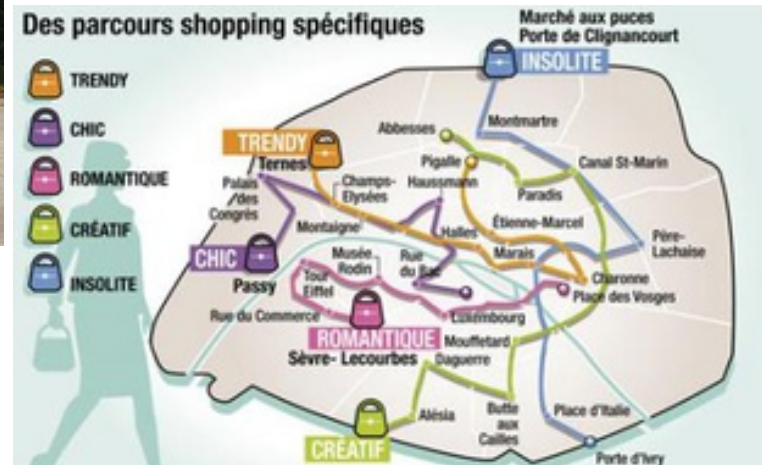 Des parcours shopping spécifiques
TRENDY
CHIC
ROMANTIQUE
CRÉATIF
INSOLITE
Marché aux puces
Porte de Clignancourt
INSOLITE
Montmartre
Abbesses
Pigalle
Canal St-Marin
Paradis
TRENDY
Ternes
Palais
des
Congrès
Champs-
Elysées
Haussmann
Montaigne
Halles
Étienne-Marcel
Marais
Père-
Lachaise
Charonne
Place des Vosges
CHIC
Passy
Musée
Rodin
Rue
du Bac
Tour
Eiffel
Rue du Commerce
Luxembourg
ROMANTIQUE
Sèvre- Lecourbes
Mouffetard
Daguerre
Alésia
Butte
aux
Cailles
Place d'Italie
CRÉATIF
Porte d'Ivry